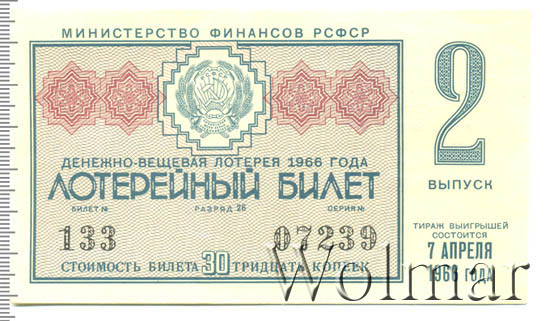 МИНИСТЕРСТВО ФИНАНСОВ РСФСР
ДЕНЕЖНО-ВЕЩЕВАЯ ЛОТЕРЕЯ 1966 ГОДА
ЛОТЕРЕЙНЫЙ БИЛЕТ
БИЛЕТ № РАЗРЯД 26 СЕРИЯ №
133 07239
СТОИМОСТЬ БИЛЕТА 30 ТРИДЦАТЬ КОПЕЕК
2
ВЫПУСК
ТИРАЖ ВЫИГРЫШЕЙ
СОСТОИТСЯ
7 АПРЕЛЯ
1966 ГОДА
Wolmar